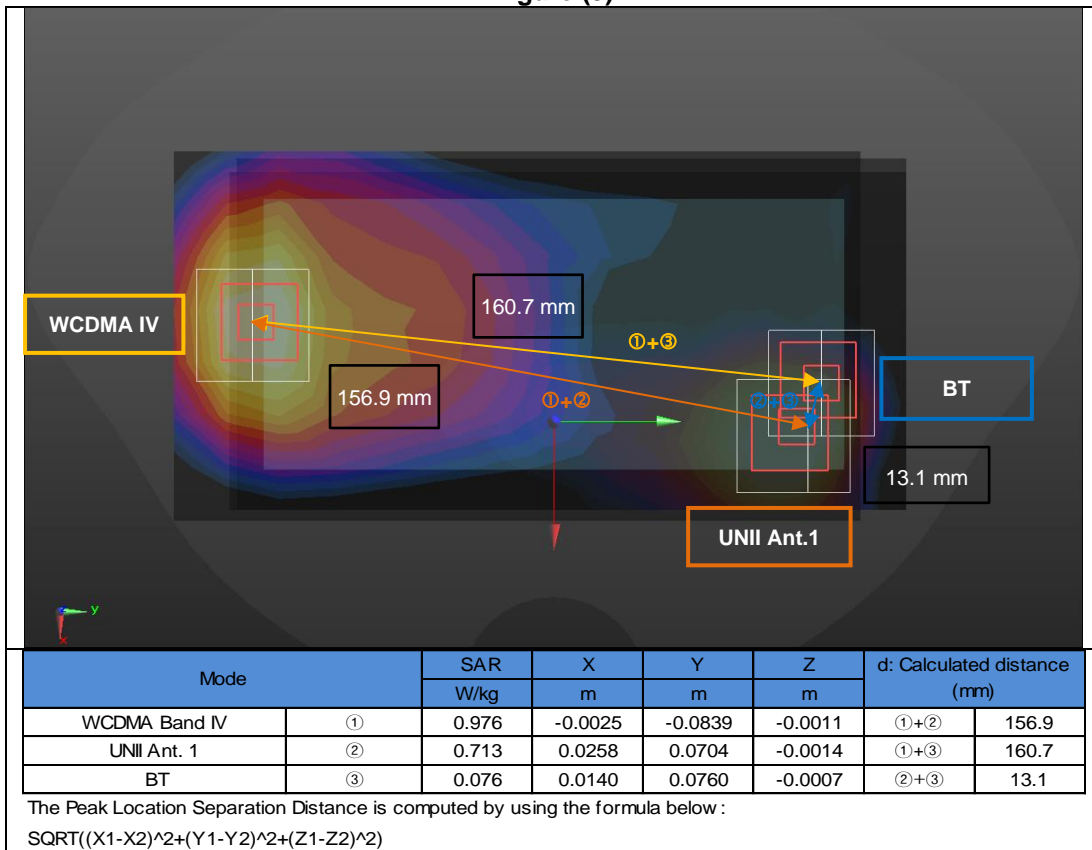 WCDMA IV
160.7 mm
①+③
156.9 mm
①+②
②+③
BT
13.1 mm
UNII Ant.1
y
x
Mode SAR X Y Z d: Calculated distance (mm)
W/kg m m m
WCDMA Band IV ① 0.976 -0.0025 -0.0839 -0.0011 ①+② 156.9
UNII Ant. 1 ② 0.713 0.0258 0.0704 -0.0014 ①+③ 160.7
BT ③ 0.076 0.0140 0.0760 -0.0007 ②+③ 13.1
The Peak Location Separation Distance is computed by using the formula below :
SQRT((X1-X2)^2+(Y1-Y2)^2+(Z1-Z2)^2)